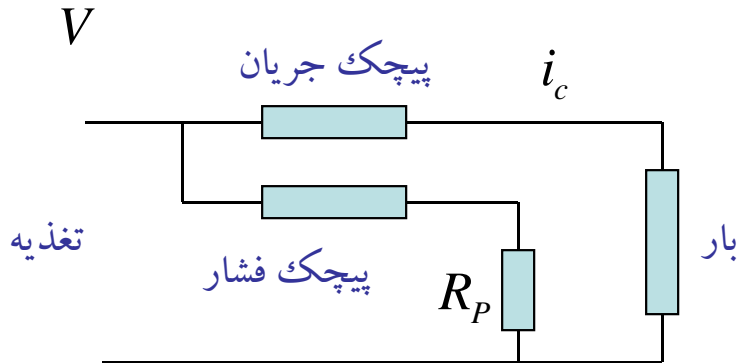 V
پیچک جریان
i_c
تغذیه
پیچک فشار
R_P
بار